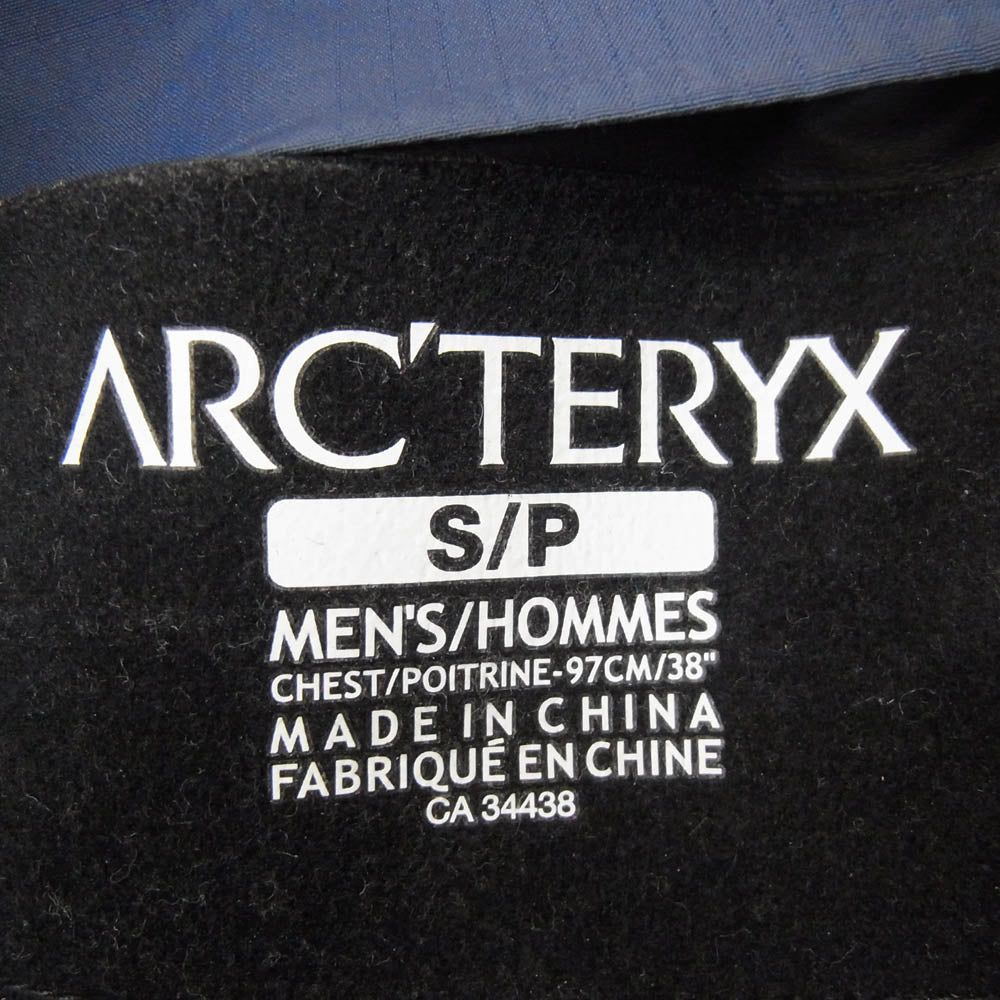 ARC'TERYX
S/P
MEN'S/HOMMES
CHEST/POITRINE-97CM/38"
MADE IN CHINA
FABRIQUÉ EN CHINE
CA 34438